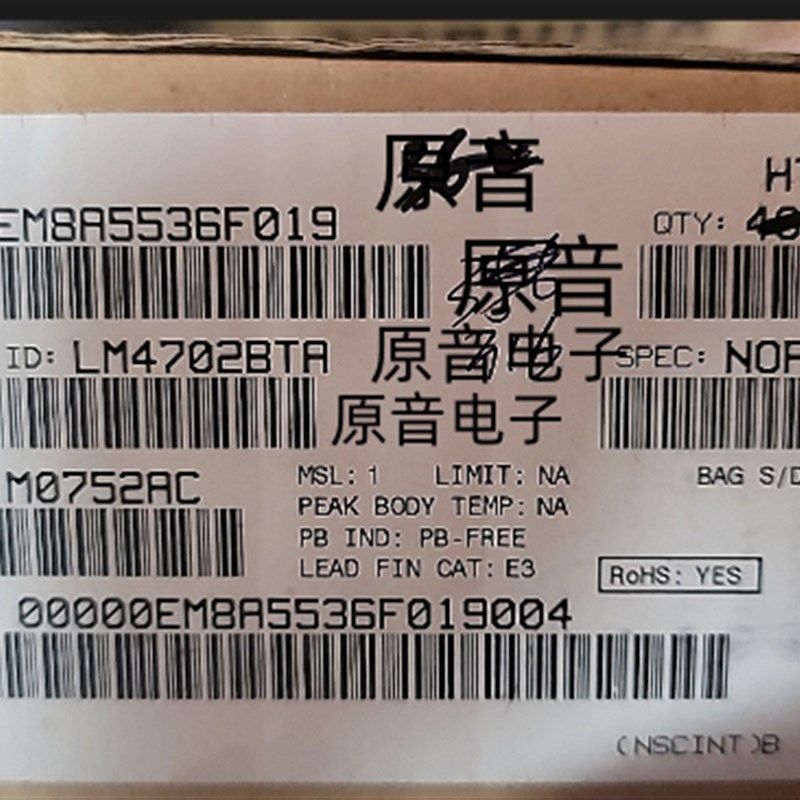 原音
HT
EM8A5536F019
QTY:
原音
ID: LM4702BTA
原音电子
SPEC: NOP
原音电子
M0752AC
MSL: 1 LIMIT: NA
BAG S/D
PEAK BODY TEMP: NA
PB IND: PB-FREE
LEAD FIN CAT: E3
RoHS: YES
00000EM8A5536F019004
(NSCINT)B